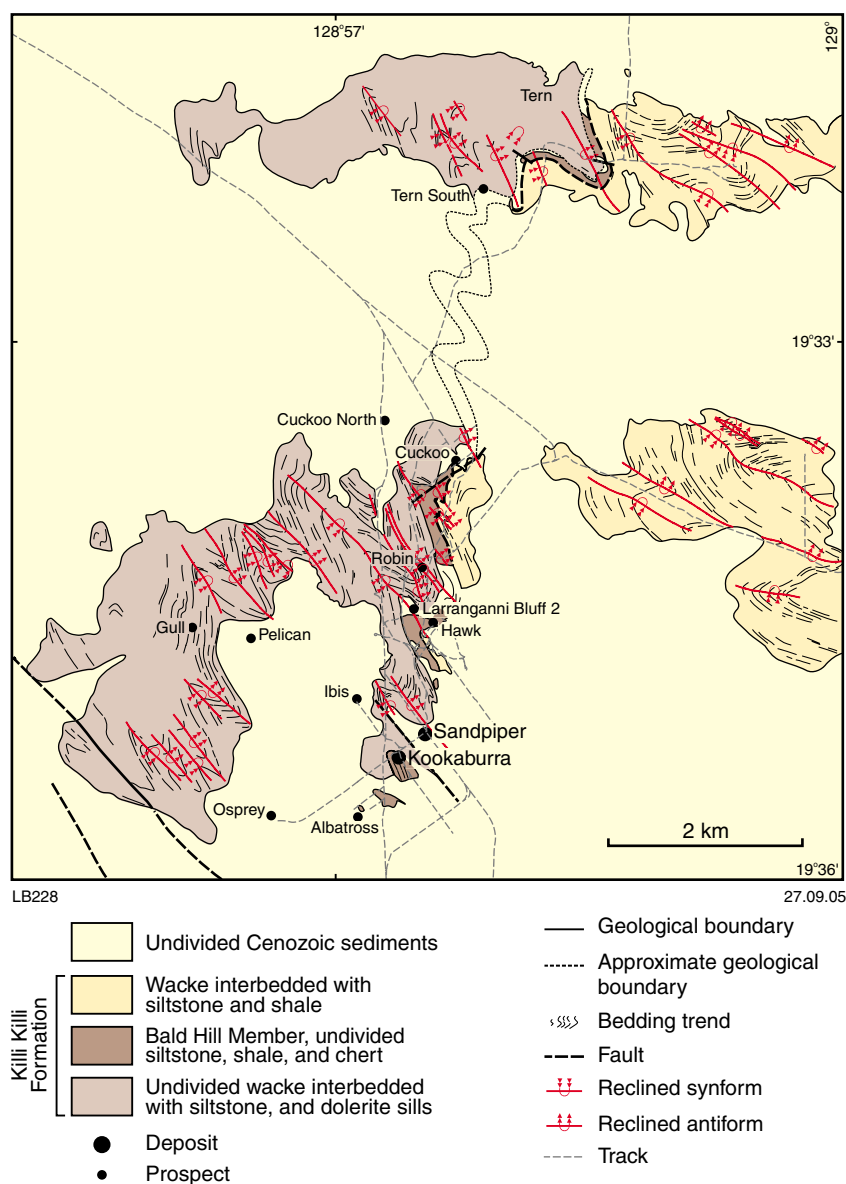 128°57'
129°
Tern
Tern South
19°33'
Cuckoo North
Cuckoo
Robin
Larranganni Bluff 2
Hawk
Gull
Pelican
Ibis
Sandpiper
Kookaburra
Osprey
Albatross
2 km
19°36'
LB228
27.09.05
Undivided Cenozoic sediments
Killi Killi
Formation
Wacke interbedded with
siltstone and shale
Bald Hill Member, undivided
siltstone, shale, and chert
Undivided wacke interbedded
with siltstone, and dolerite sills
Deposit
Prospect
Geological boundary
Approximate geological
boundary
Bedding trend
Fault
Reclined synform
Reclined antiform
Track